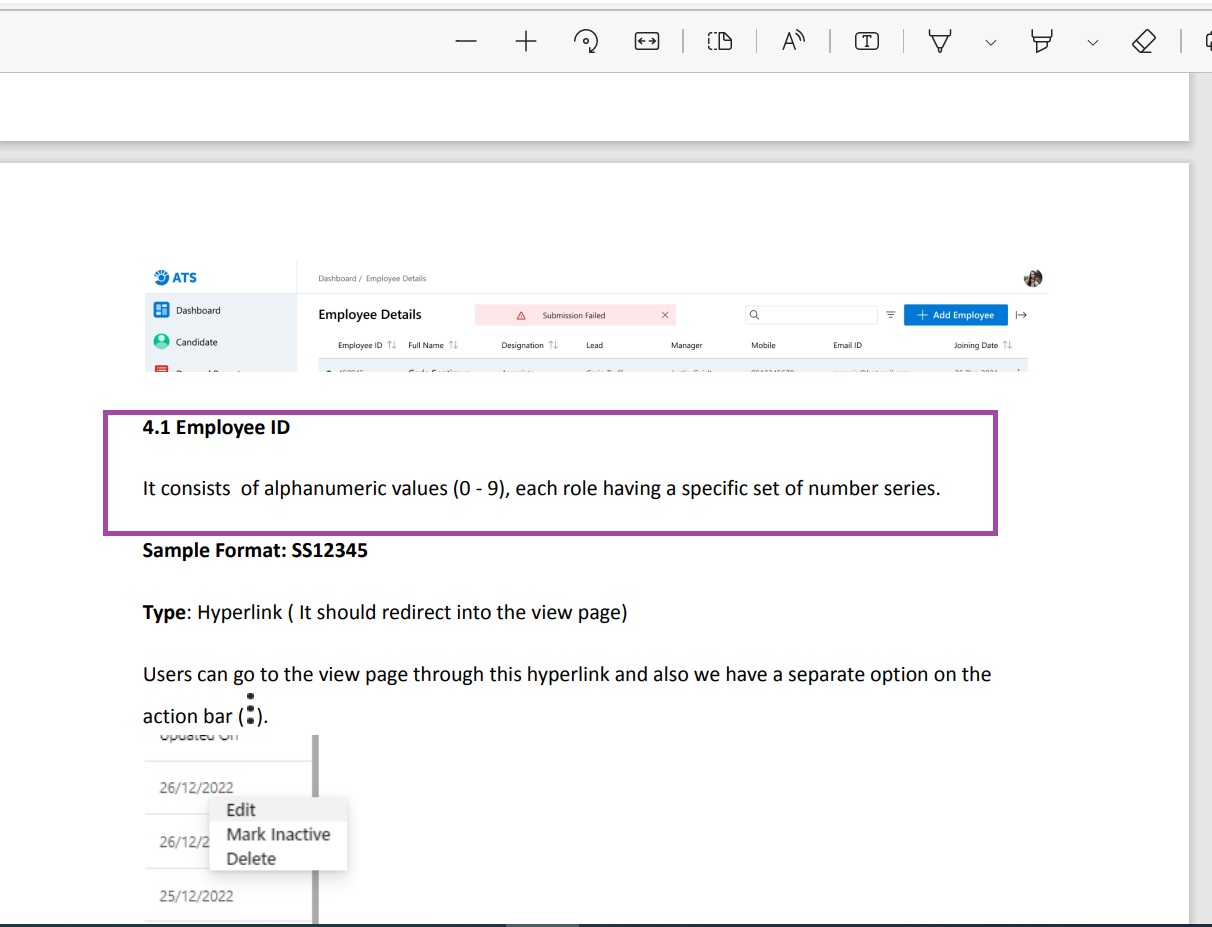 ATS
Dashboard / Employee Details
Dashboard
Employee Details
Submission Failed
Add Employee
Candidate
Employee ID Full Name Designation Lead Manager Mobile Email ID Joining Date
4.1 Employee ID
It consists of alphanumeric values (0 - 9), each role having a specific set of number series.
Sample Format: SS12345
Type: Hyperlink ( It should redirect into the view page)
Users can go to the view page through this hyperlink and also we have a separate option on the
action bar (⋮).
Updated On
26/12/2022
Edit
Mark Inactive
26/12/2
Delete
25/12/2022